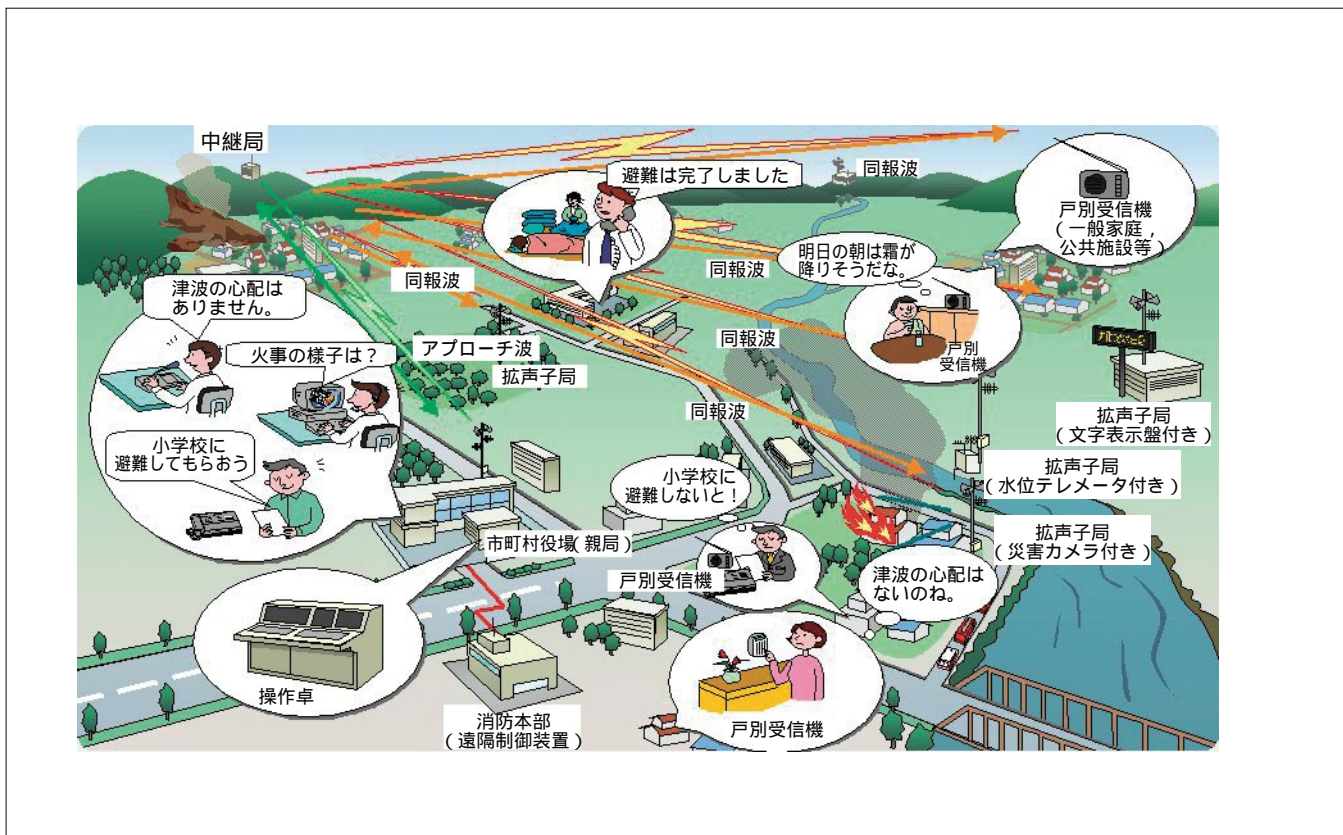 中継局
避難は完了しました
同報波
戸別受信機
(一般家庭,
公共施設等)
明日の朝は霜が
降りそうだな。
同報波
同報波
津波の心配は
ありません。
火事の様子は?
アプローチ波
拡声子局
同報波
戸別
受信機
同報波
拡声子局
(文字表示盤付き)
小学校に
避難してもらおう
小学校に
避難しないと!
拡声子局
(水位テレメータ付き)
拡声子局
(災害カメラ付き)
市町村役場(親局)
戸別受信機
津波の心配は
ないのね。
操作卓
消防本部
(遠隔制御装置)
戸別受信機